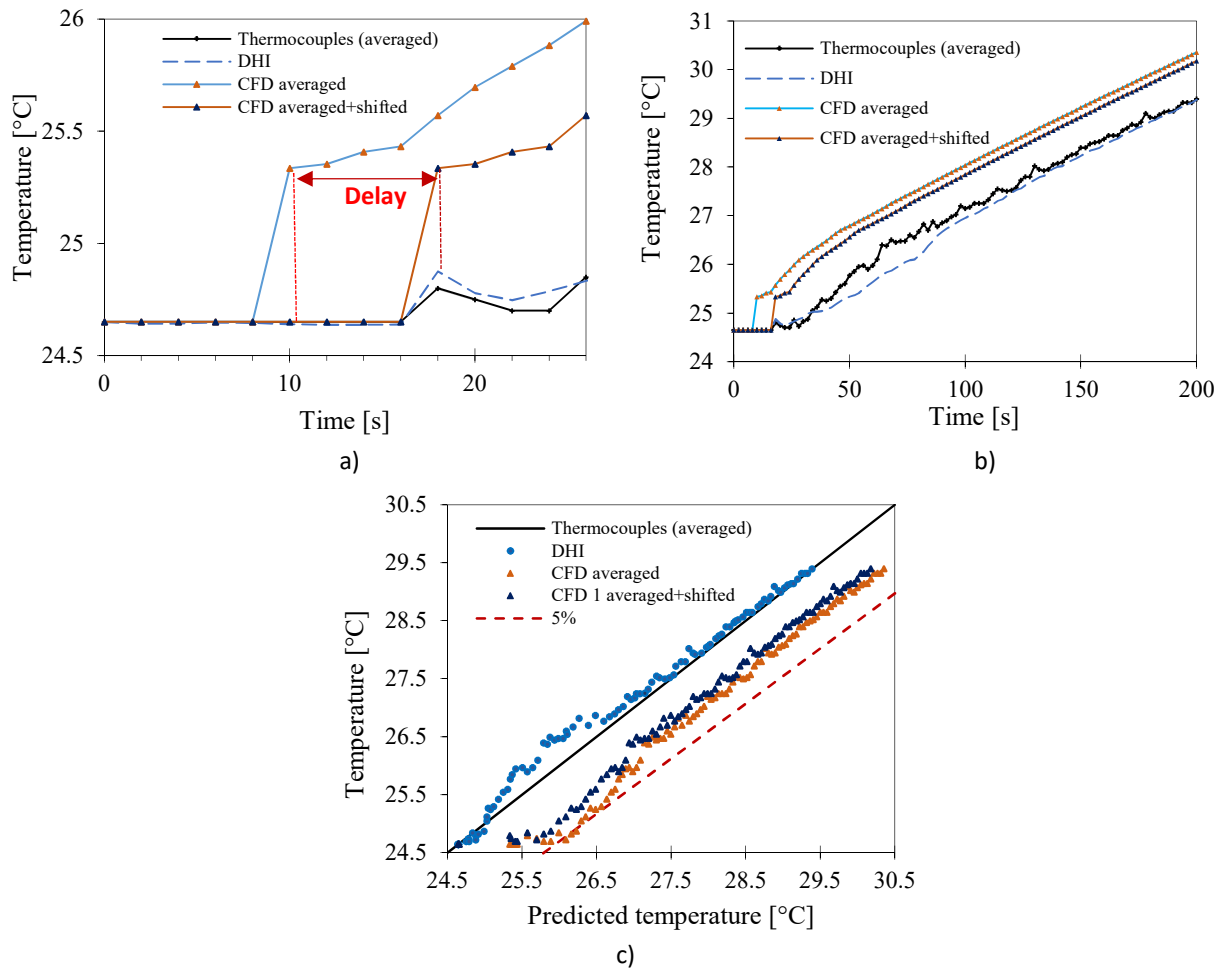 Thermocouples (averaged)
DHI
CFD averaged
CFD averaged+shifted
Delay
26
25.5
25
24.5
Temperature [°C]
0
10
20
Time [s]
a)
Thermocouples (averaged)
DHI
CFD averaged
CFD averaged+shifted
31
30
29
28
27
26
25
24
Temperature [°C]
0
50
100
150
200
Time [s]
b)
Thermocouples (averaged)
DHI
CFD averaged
CFD 1 averaged+shifted
5%
30.5
29.5
28.5
27.5
26.5
25.5
24.5
Temperature [°C]
24.5
25.5
26.5
27.5
28.5
29.5
30.5
Predicted temperature [°C]
c)